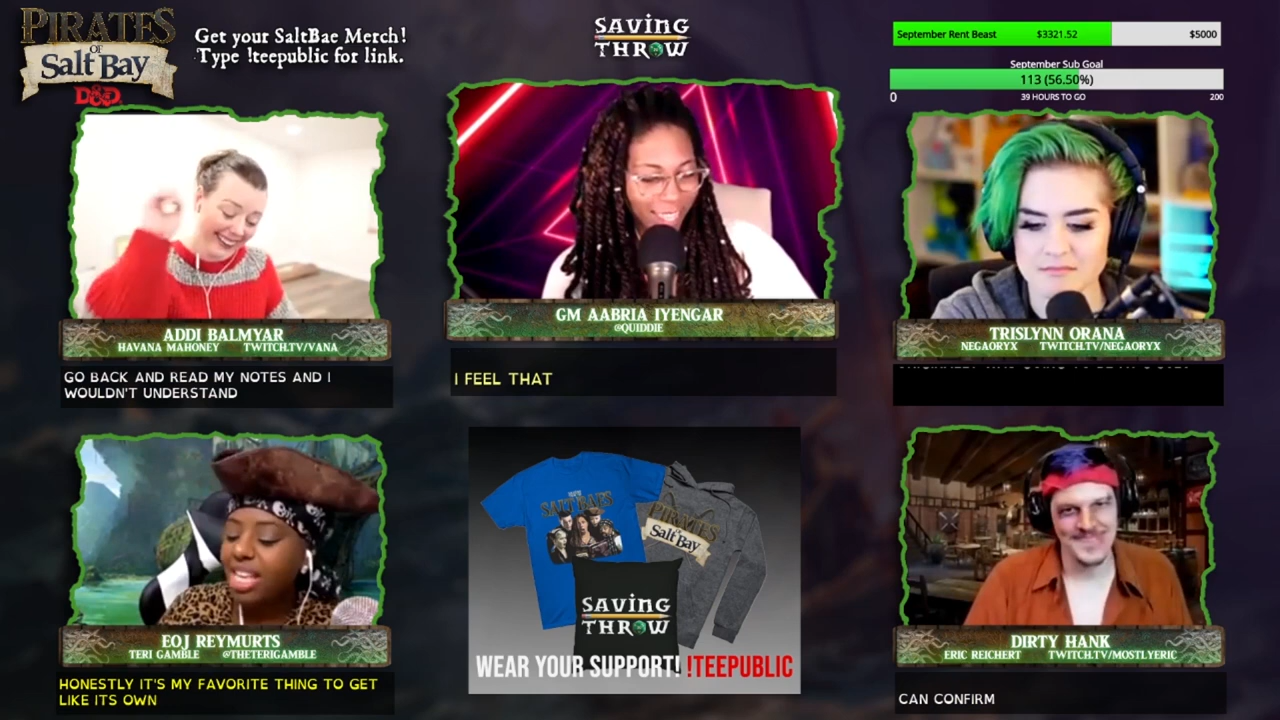 PIRATES
OF
Salt Bay
D&D
Get your SaltBae Merch!
Type !teepublic for link.
SAVING
THROW
September Rent Beast $3321.52 $5000
September Sub Goal
113 (56.50%)
0 39 HOURS TO GO 200
ADDI BALMYAR
HAVANA MAHONEY TWITCH.TV/VANA
GO BACK AND READ MY NOTES AND I
WOULDN'T UNDERSTAND
GM AABRIA IYENGAR
@QUIDDIE
I FEEL THAT
TRISLYNN ORANA
NEGAORYX TWITCH.TV/NEGAORYX
EOJ REYMURTS
TERI GAMBLE @THETERIGAMBLE
HONESTLY IT'S MY FAVORITE THING TO GET
LIKE ITS OWN
SALT BAES
PIRATES
OF
Salt Bay
SAVING
THROW
WEAR YOUR SUPPORT! !TEEPUBLIC
DIRTY HANK
ERIC REICHERT TWITCH.TV/MOSTLYERIC
CAN CONFIRM